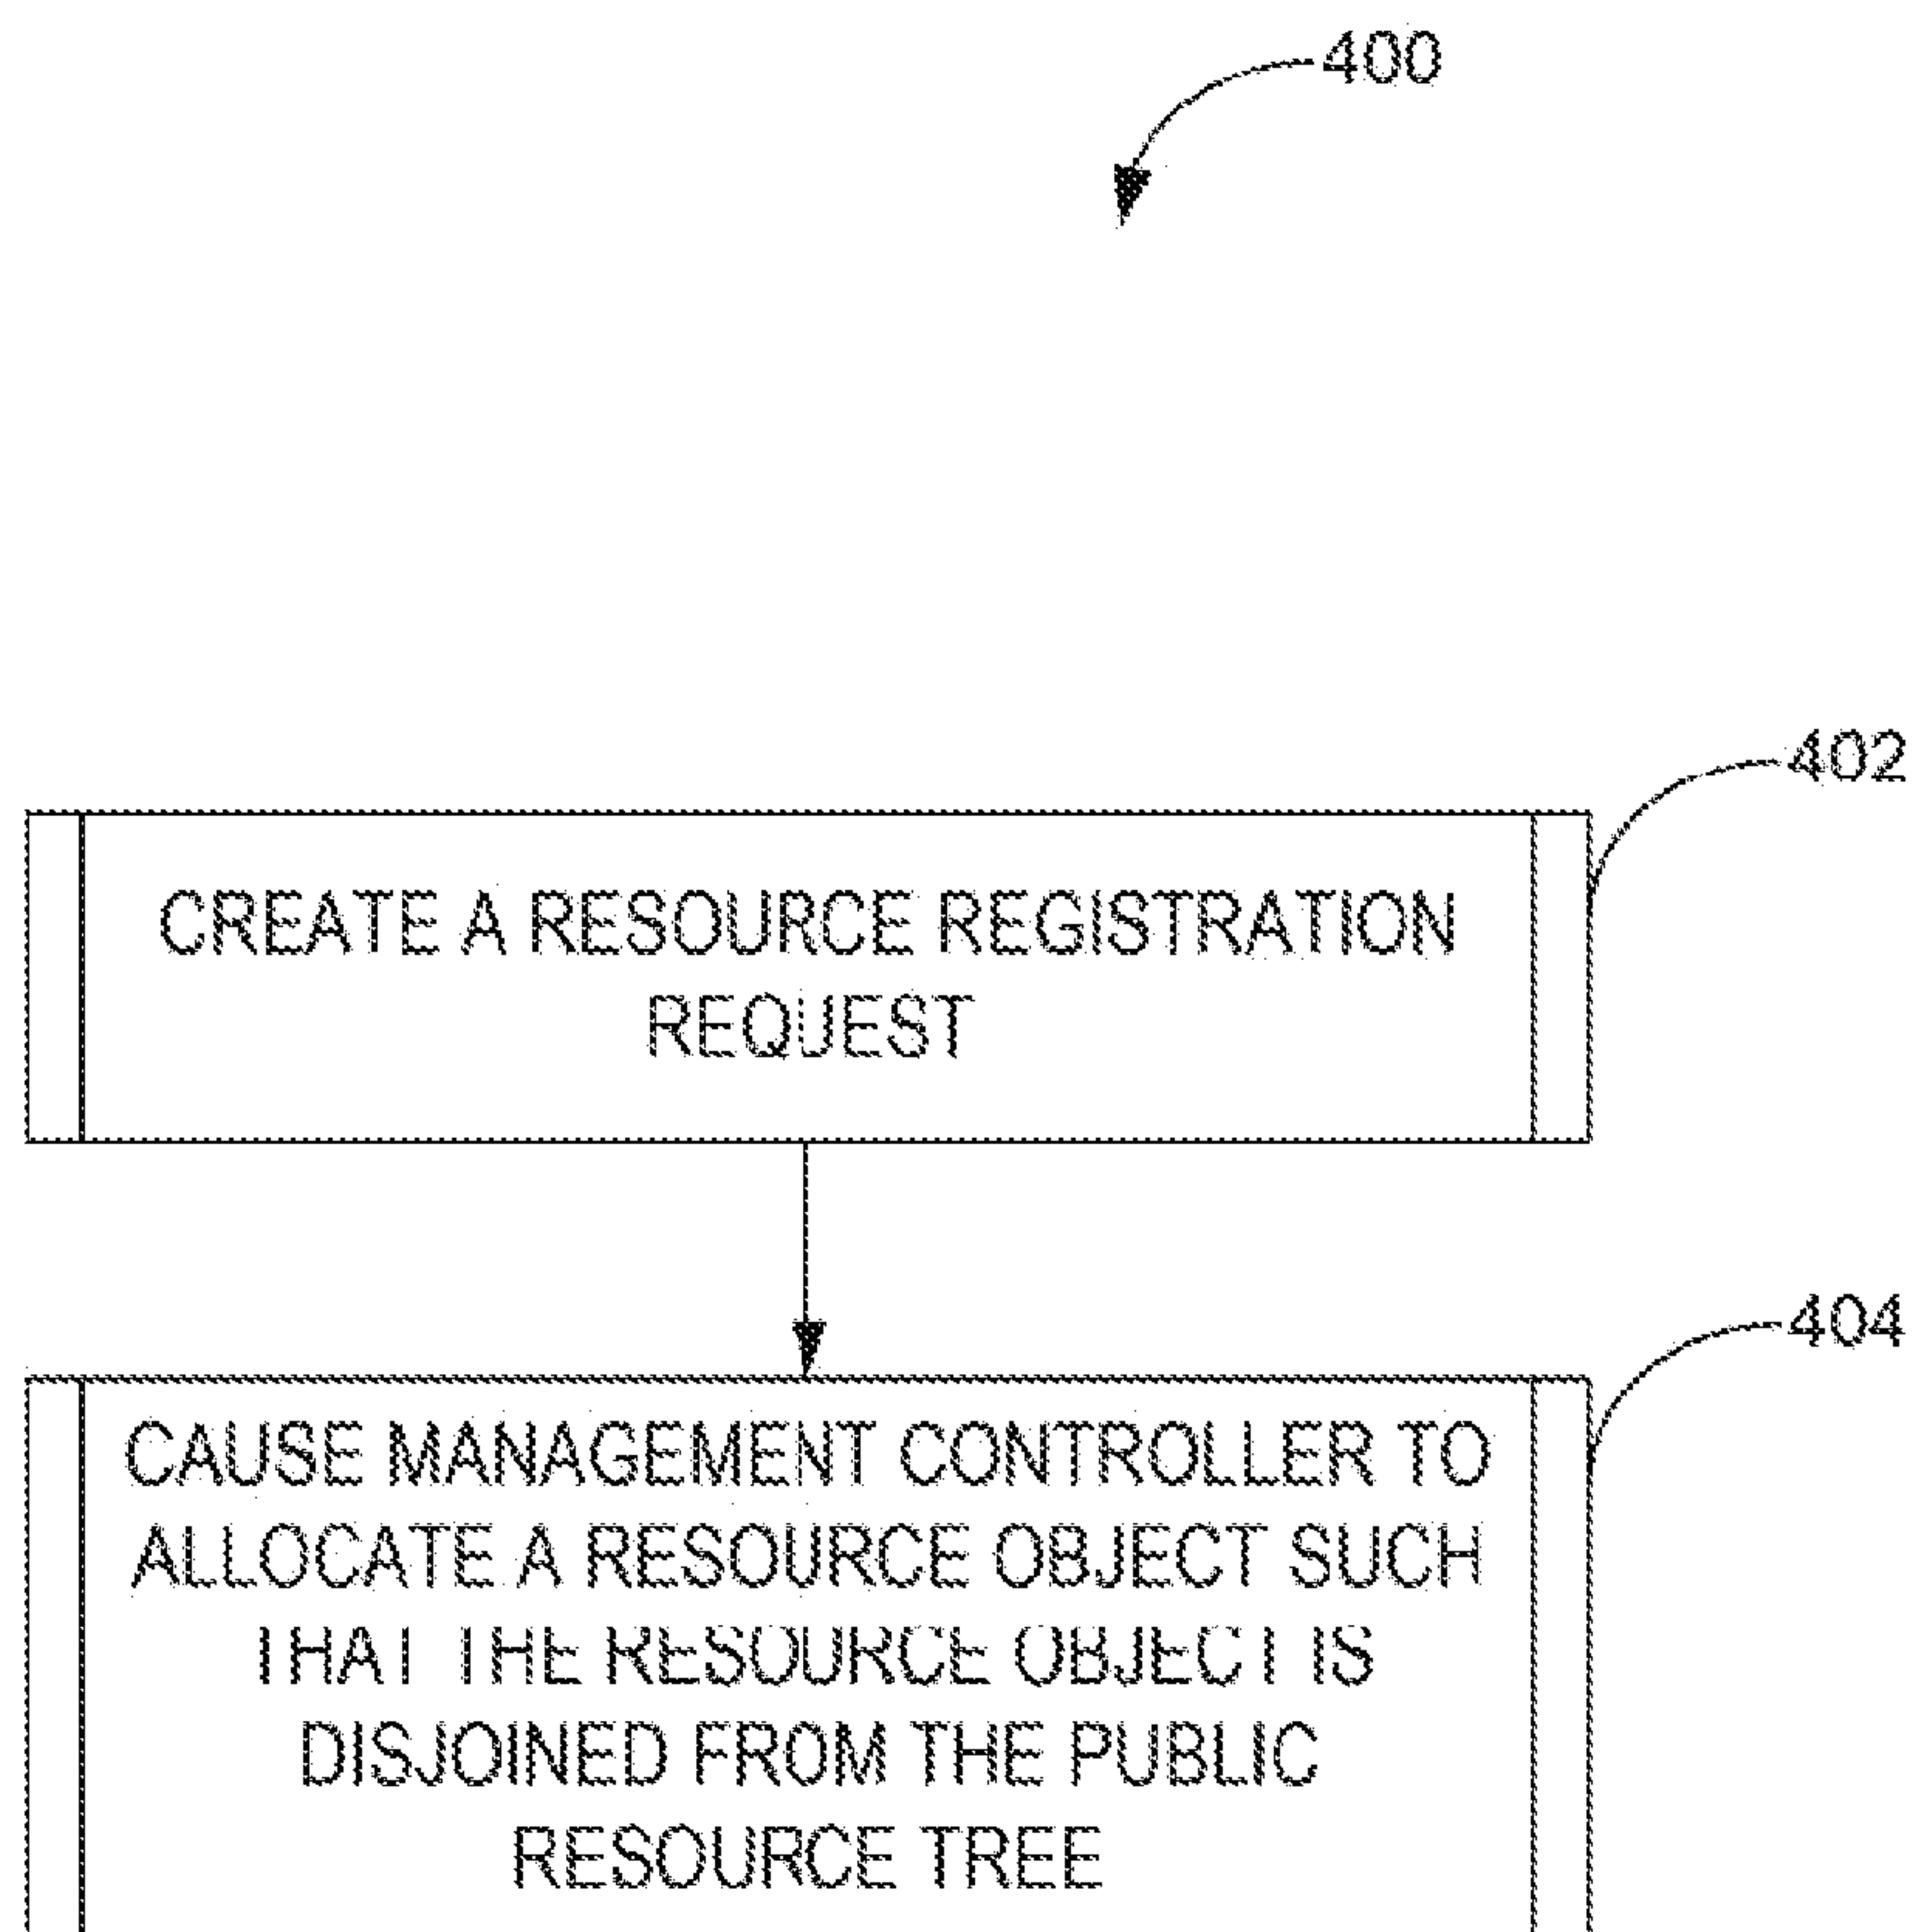 400
402
CREATE A RESOURCE REGISTRATION
REQUEST
404
CAUSE MANAGEMENT CONTROLLER TO
ALLOCATE A RESOURCE OBJECT SUCH
THAT THE RESOURCE OBJECT IS
DISJOINED FROM THE PUBLIC
RESOURCE TREE